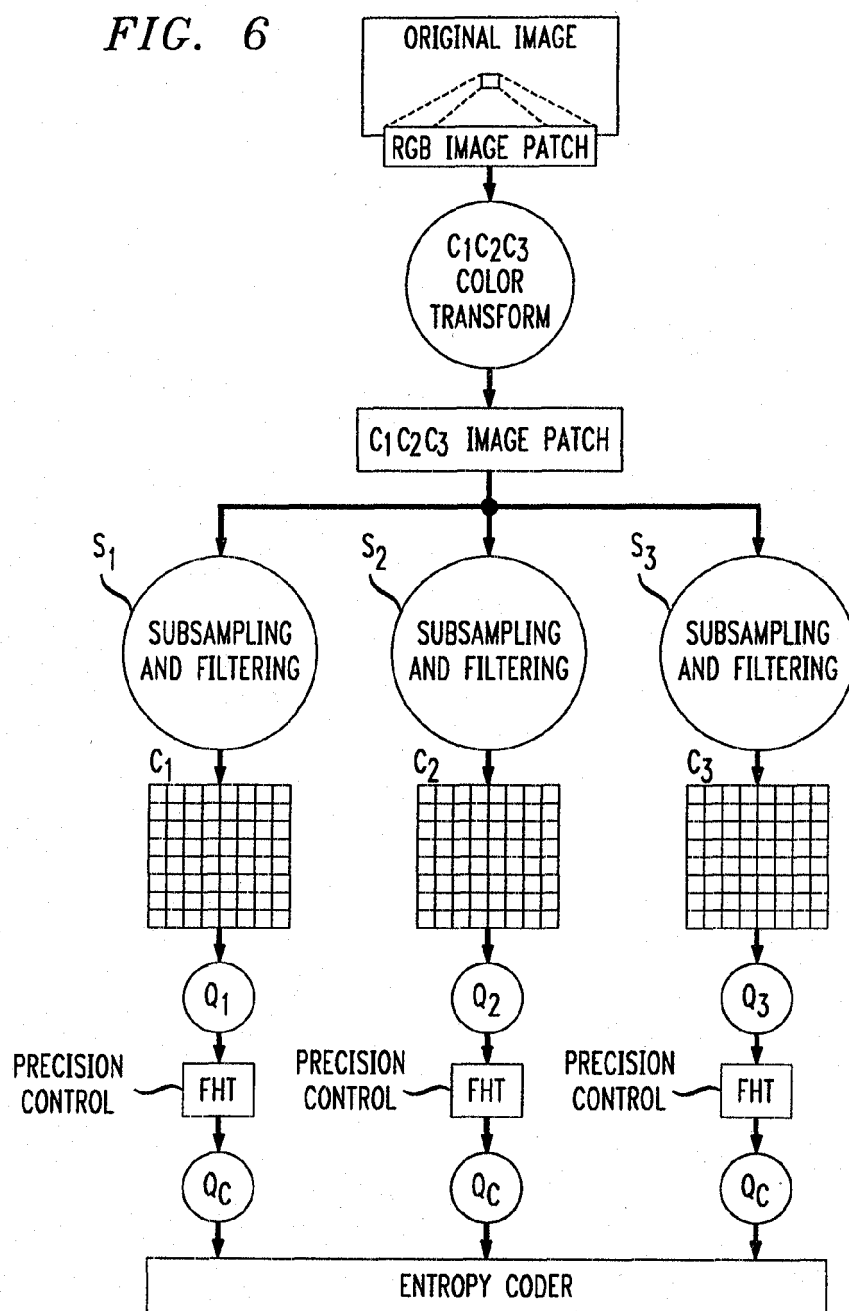 FIG. 6
ORIGINAL IMAGE
RGB IMAGE PATCH
C1C2C3
COLOR
TRANSFORM
C1C2C3 IMAGE PATCH
S1
S2
S3
SUBSAMPLING
AND FILTERING
SUBSAMPLING
AND FILTERING
SUBSAMPLING
AND FILTERING
C1
C2
C3
Q1
Q2
Q3
PRECISION
CONTROL
FHT
PRECISION
CONTROL
FHT
PRECISION
CONTROL
FHT
QC
QC
QC
ENTROPY CODER